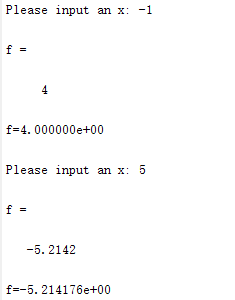 Please input an x: -1
f =
4
f=4.000000e+00
Please input an x: 5
f =
-5.2142
f=-5.214176e+00